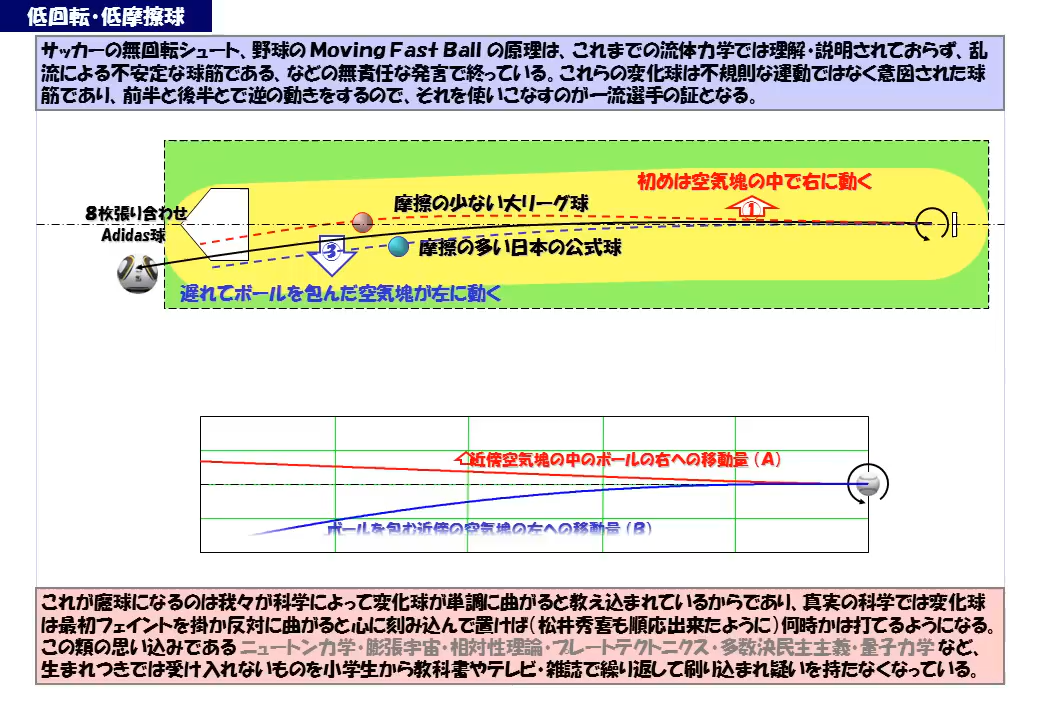 低回転・低摩擦球
サッカーの無回転シュート、野球の Moving Fast Ball の原理は、これまでの流体力学では理解・説明されておらず、乱
流による不安定な球筋である、などの無責任な発言で終っている。これらの変化球は不規則な運動ではなく意図された球
筋であり、前半と後半とで逆の動きをするので、それを使いこなすのが一流選手の証となる。
初めは空気塊の中で右に動く
①
摩擦の少ない大リーグ球
8枚張り合わせ
Adidas球
③
摩擦の多い日本の公式球
遅れてボールを包んだ空気塊が左に動く
近傍空気塊の中のボールの右への移動量（A）
ボールを包む近傍の空気塊の左への移動量（B）
これが魔球になるのは我々が科学によって変化球が単調に曲がると教え込まれているからであり、真実の科学では変化球
は最初フェイントを掛か反対に曲がると心に刻み込んで置けば（松井秀喜も順応出来たように）何時かは打てるようになる。
この類の思い込みである ニュートン力学・膨張宇宙・相対性理論・プレートテクトニクス・多数決民主主義・量子力学 など、
生まれつきでは受け入れないものを小学生から教科書やテレビ・雑誌で繰り返して刷り込まれ疑いを持たなくなっている。